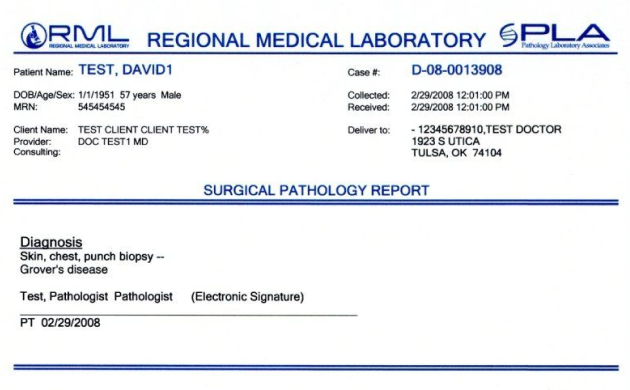 RML REGIONAL MEDICAL LABORATORY PLA
REGIONAL MEDICAL LABORATORY Pathology Laboratory Associates
Patient Name: TEST, DAVID1 Case #: D-08-0013908
DOB/Age/Sex: 1/1/1951 57 years Male Collected: 2/29/2008 12:01:00 PM
MRN: 545454545 Received: 2/29/2008 12:01:00 PM
Client Name: TEST CLIENT CLIENT TEST% Deliver to: - 12345678910,TEST DOCTOR
Provider: DOC TEST1 MD 1923 S UTICA
Consulting: TULSA, OK 74104
SURGICAL PATHOLOGY REPORT
Diagnosis
Skin, chest, punch biopsy --
Grover's disease
Test, Pathologist Pathologist (Electronic Signature)
PT 02/29/2008